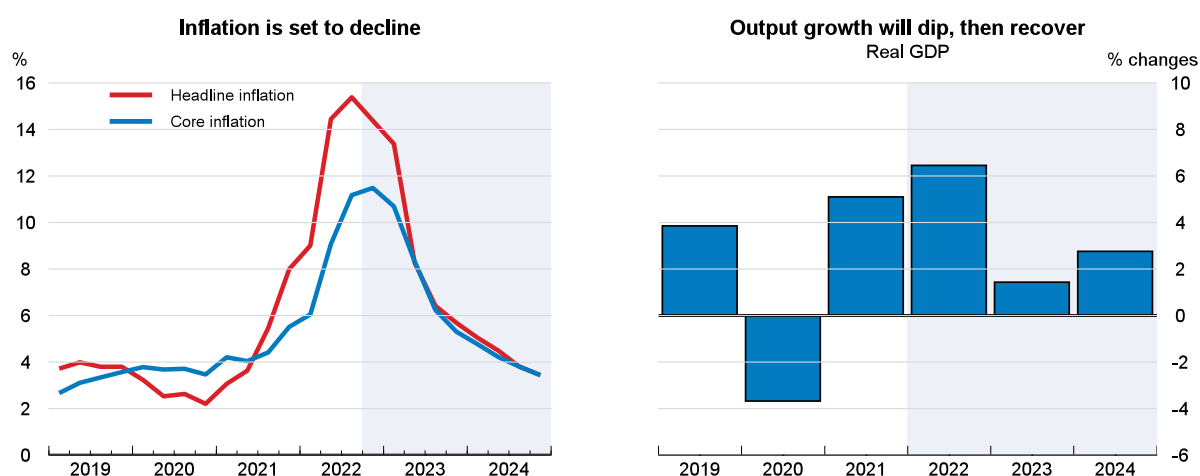 Inflation is set to decline
%
16
14
12
10
8
6
4
2
0
Headline inflation
Core inflation
2019 2020 2021 2022 2023 2024
Output growth will dip, then recover
Real GDP
% changes
10
8
6
4
2
0
-2
-4
-6
2019 2020 2021 2022 2023 2024